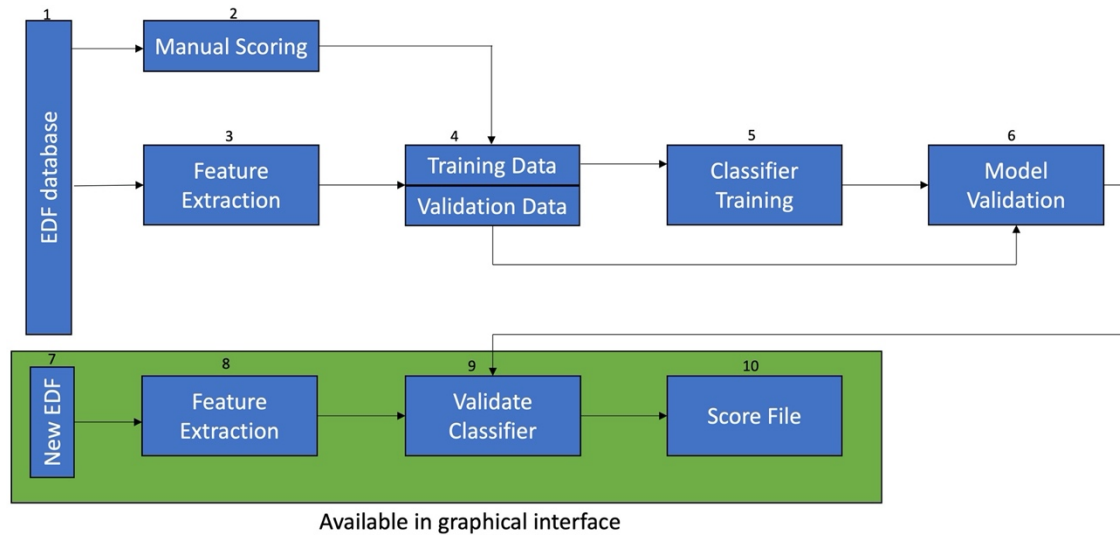 1
EDF database
2
Manual Scoring
3
Feature
Extraction
4
Training Data
Validation Data
5
Classifier
Training
6
Model
Validation
7
New EDF
8
Feature
Extraction
9
Validate
Classifier
10
Score File
Available in graphical interface